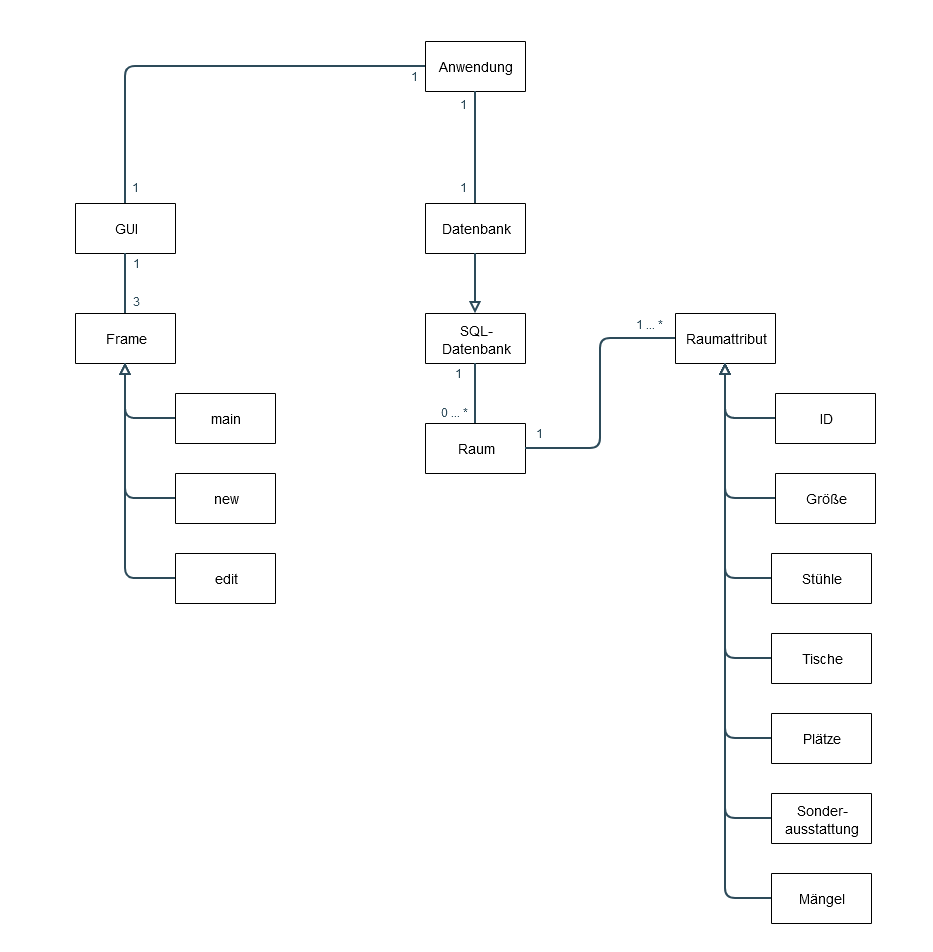 Anwendung
1
1
1
1
GUI
Datenbank
1
3
Frame
SQL-
Datenbank
1 ... *
Raumattribut
1
0 ... *
Raum
1
main
new
edit
ID
Größe
Stühle
Tische
Plätze
Sonder-
ausstattung
Mängel